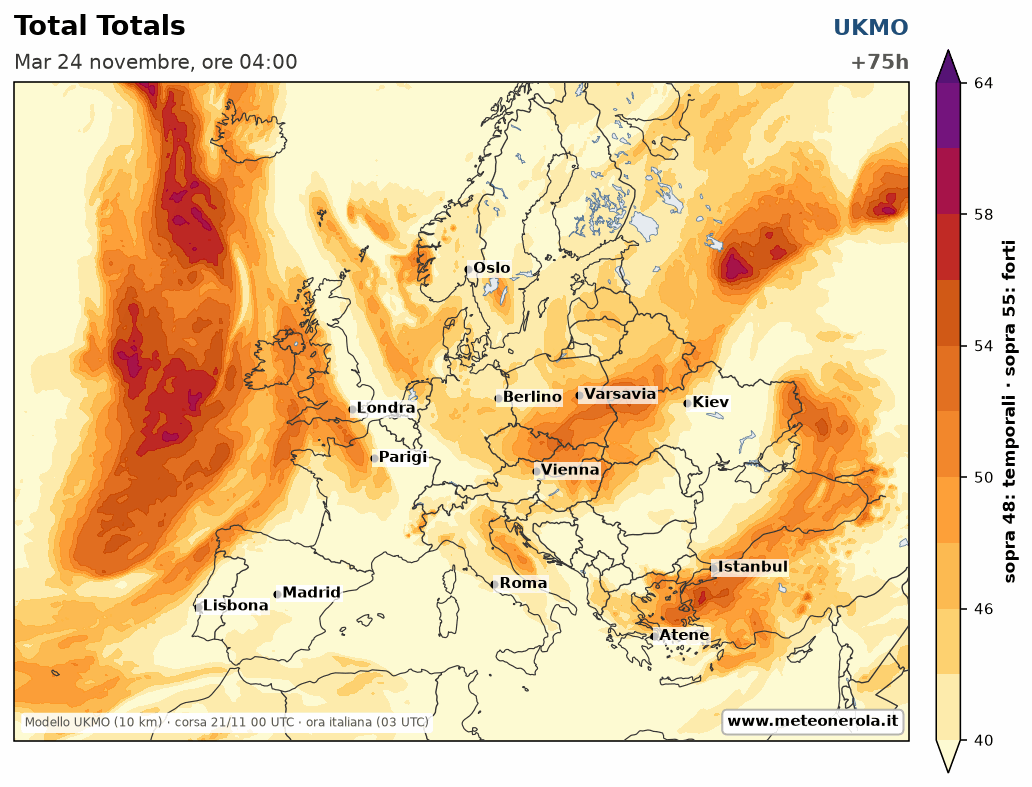 Total Totals
UKMO
Mar 24 novembre, ore 04:00
+75h
64
58
54
50
46
40
sopra 48: temporali · sopra 55: forti
Oslo
Berlino
Varsavia
Kiev
Londra
Parigi
Vienna
Istanbul
Roma
Madrid
Lisbona
Atene
Modello UKMO (10 km) · corsa 21/11 00 UTC · ora italiana (03 UTC)
www.meteonerola.it